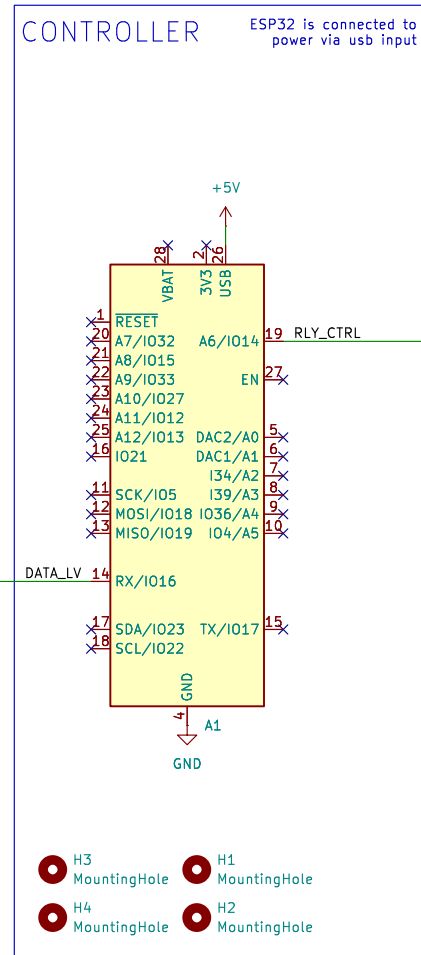 CONTROLLER
ESP32 is connected to
power via usb input
+5V
28 2 26
VBAT 3V3 USB
1 RESET
20 A7/IO32 A6/IO14 19 RLY_CTRL
21 A8/IO15
22 A9/IO33 EN 27
23 A10/IO27
24 A11/IO12
25 A12/IO13 DAC2/A0 5
16 IO21 DAC1/A1 6
I34/A2 7
11 SCK/IO5 I39/A3 8
12 MOSI/IO18 IO36/A4 9
13 MISO/IO19 IO4/A5 10
DATA_LV 14 RX/IO16
17 SDA/IO23 TX/IO17 15
18 SCL/IO22
GND
4 A1
GND
H3 H1
MountingHole MountingHole
H4 H2
MountingHole MountingHole